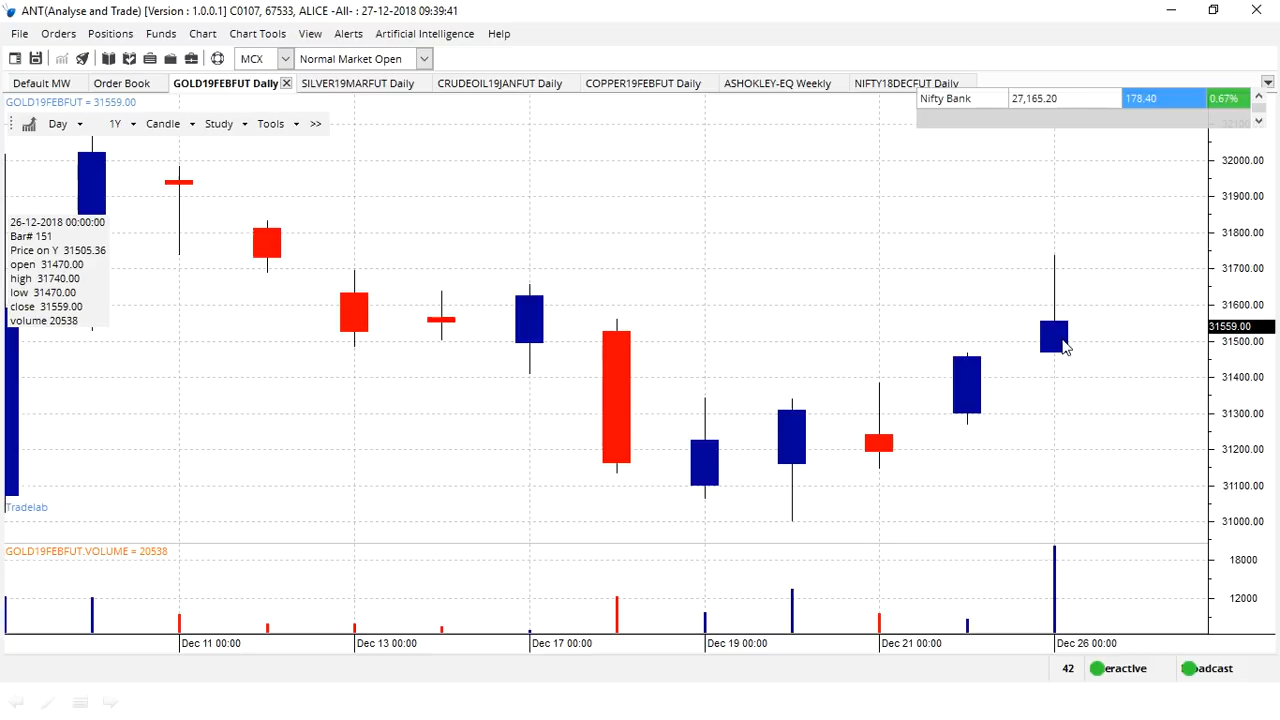 ANT(Analyse and Trade) [Version : 1.0.0.1] C0107, 67533, ALICE -All- : 27-12-2018 09:39:41
File Orders Positions Funds Chart Chart Tools View Alerts Artificial Intelligence Help
MCX Normal Market Open
Default MW Order Book GOLD19FEBFUT Daily SILVER19MARFUT Daily CRUDEOIL19JANFUT Daily COPPER19FEBFUT Daily ASHOKLEY-EQ Weekly NIFTY18DECFUT Daily
GOLD19FEBFUT = 31559.00
Nifty Bank 27,165.20 178.40 0.67%
Day 1Y Candle Study Tools >>
32100
32000.00
31900.00
31800.00
31700.00
31600.00
31559.00
31500.00
31400.00
31300.00
31200.00
31100.00
31000.00
26-12-2018 00:00:00
Bar# 151
Price on Y 31505.36
open 31470.00
high 31740.00
low 31470.00
close 31559.00
volume 20538
Tradelab
GOLD19FEBFUT.VOLUME = 20538
18000
12000
Dec 11 00:00 Dec 13 00:00 Dec 17 00:00 Dec 19 00:00 Dec 21 00:00 Dec 26 00:00
42 eractive adcast